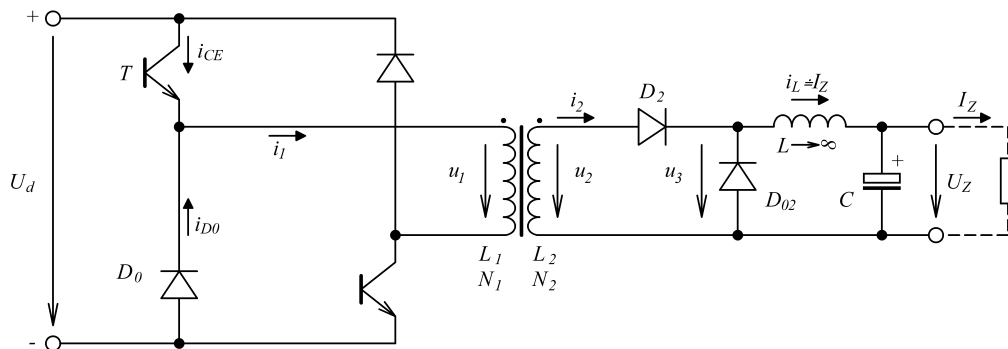 +
i_CE
T
D_2
i_2
i_L ≐ I_Z
I_Z
i_1
L → ∞
+
U_d
u_1
u_2
u_3
U_Z
D_02
C
i_D0
D_0
L_1
L_2
N_1
N_2
-